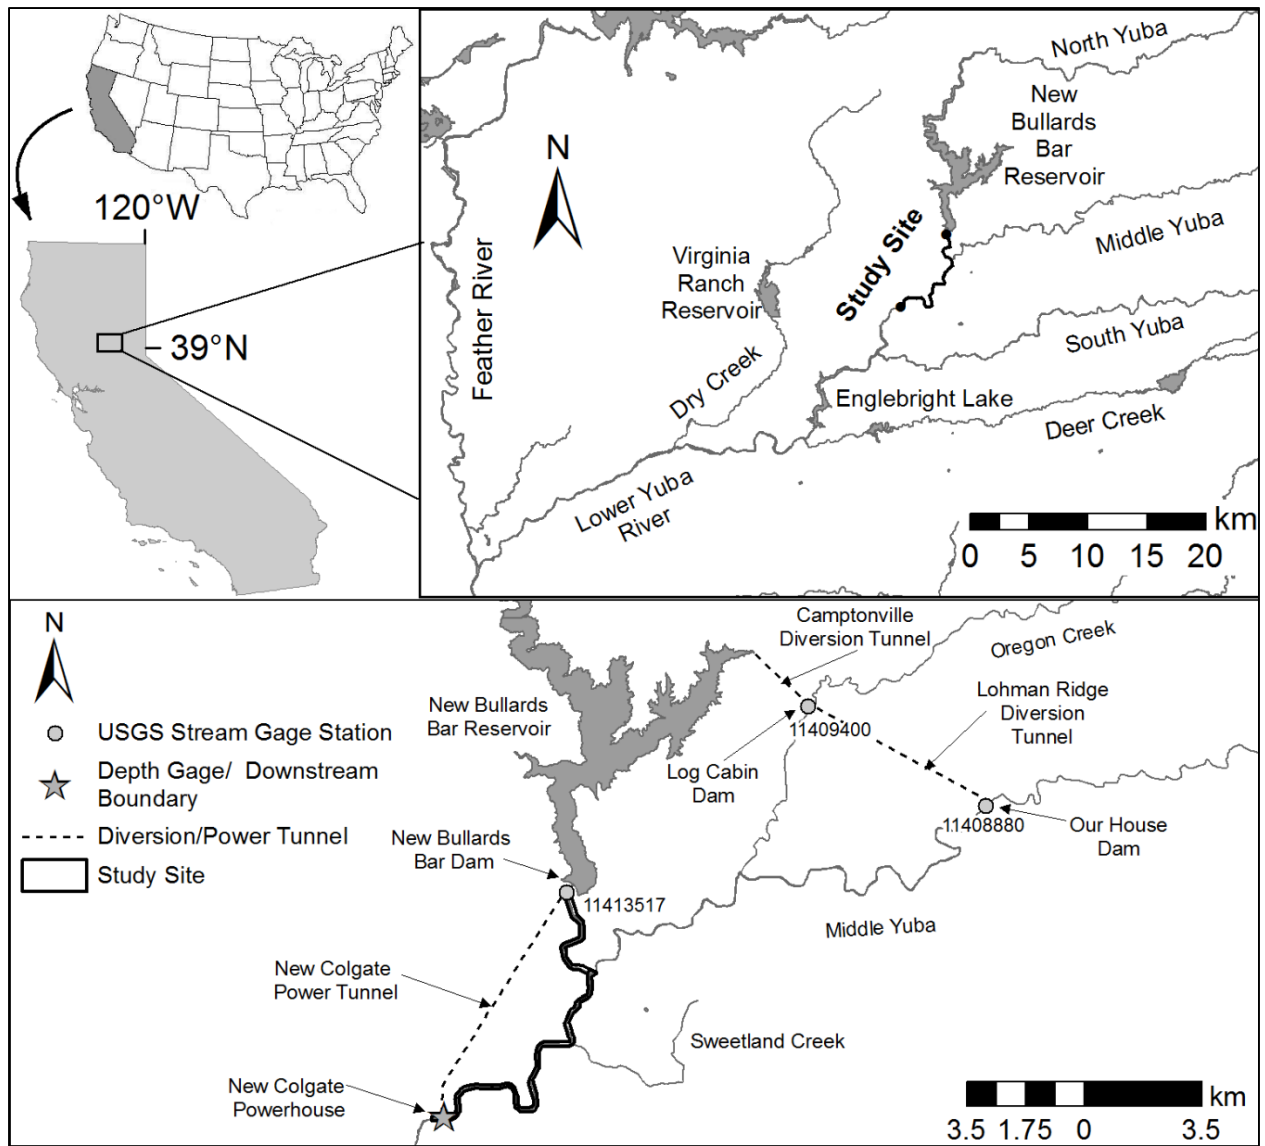 120°W
39°N
N
North Yuba
New
Bullards
Bar
Reservoir
Middle Yuba
Study Site
Virginia
Ranch
Reservoir
Feather River
South Yuba
Dry Creek
Englebright Lake
Deer Creek
Lower Yuba
River
km
0 5 10 15 20
N
USGS Stream Gage Station
Depth Gage/ Downstream
Boundary
Diversion/Power Tunnel
Study Site
Camptonville
Diversion Tunnel
Oregon Creek
Lohman Ridge
Diversion
Tunnel
New Bullards
Bar Reservoir
11409400
Log Cabin
Dam
11408880
Our House
Dam
New Bullards
Bar Dam
11413517
Middle Yuba
New Colgate
Power Tunnel
Sweetland Creek
New Colgate
Powerhouse
km
3.5 1.75 0 3.5